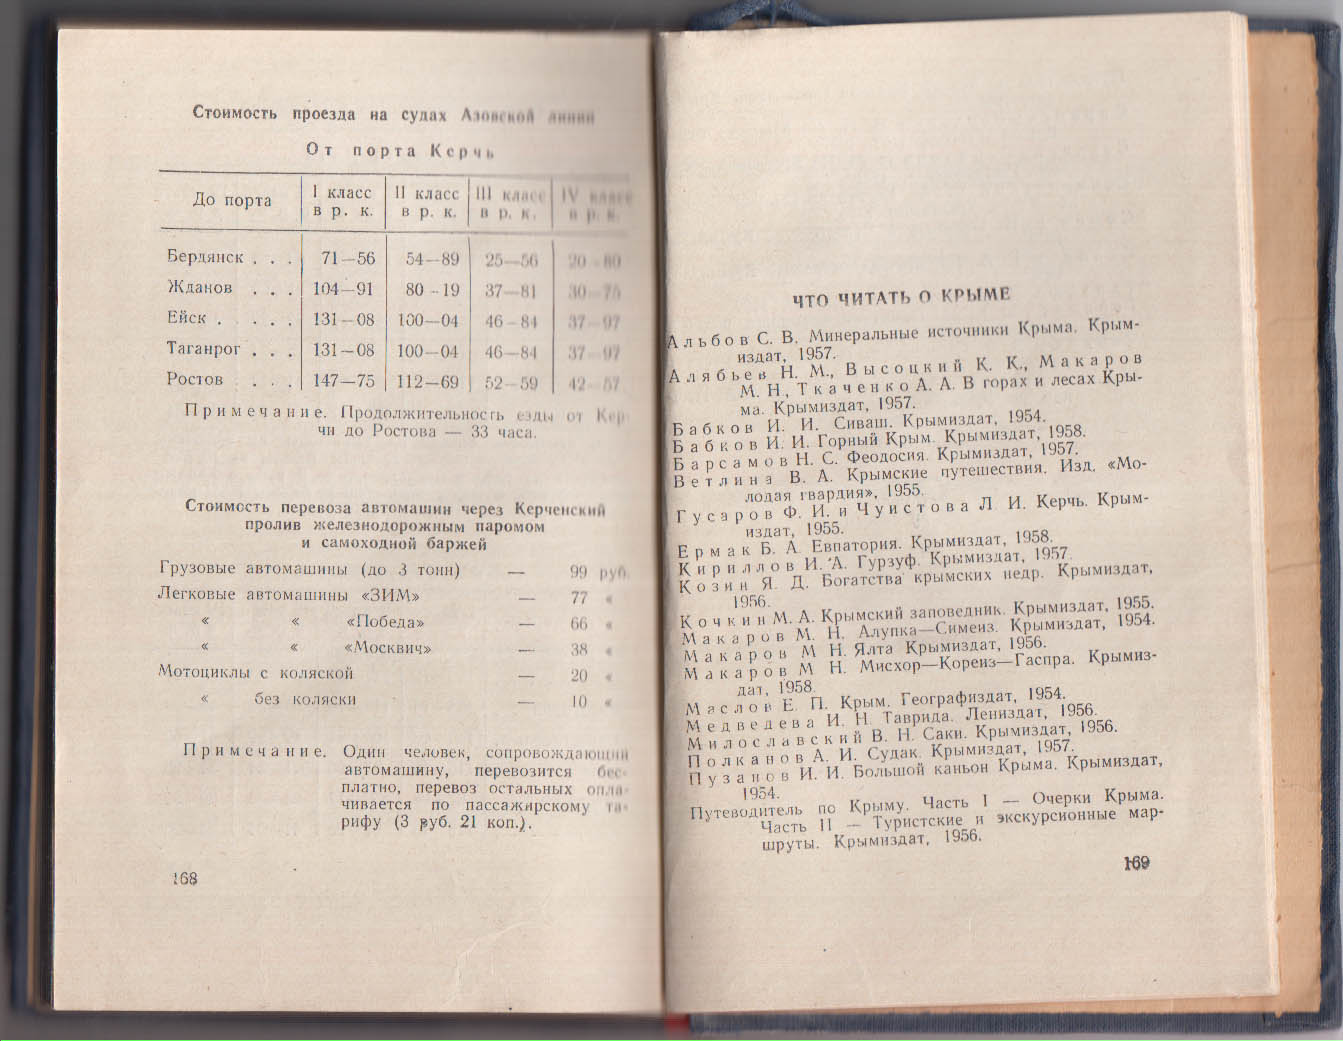 Стоимость проезда на судах Азовской линии
От порта Керчь
До порта I класс в р. к. II класс в р. к. III класс в р. к. IV класс в р. к.
Бердянск . . . 71—56 54—89 25—56 20—80
Жданов . . . 104—91 80—19 37—81 30—75
Ейск . . . . . 131—08 100—04 46—84 37—97
Таганрог . . . 131—08 100—04 46—84 37—97
Ростов . . . 147—75 112—69 52—59 42—57
Примечание. Продолжительность езды от Кер-
чи до Ростова — 33 часа.
Стоимость перевоза автомашин через Керченский
пролив железнодорожным паромом
и самоходной баржей
Грузовые автомашины (до 3 тонн) — 99 руб.
Легковые автомашины «ЗИМ» — 77 «
« « «Победа» — 66 «
« « «Москвич» — 38 «
Мотоциклы с коляской — 20 «
« без коляски — 10 «
Примечание. Один человек, сопровождающий
автомашину, перевозится бес-
платно, перевоз остальных опла-
чивается по пассажирскому та-
рифу (3 руб. 21 коп.).
168
ЧТО ЧИТАТЬ О КРЫМЕ
Альбов С. В. Минеральные источники Крыма. Крым-
издат, 1957.
Алябьев Н. М., Высоцкий К. К., Макаров
М. Н., Ткаченко А. А. В горах и лесах Кры-
ма. Крымиздат, 1957.
Бабков И. И. Сиваш. Крымиздат, 1954.
Бабков И. И. Горный Крым. Крымиздат, 1958.
Барсамов Н. С. Феодосия. Крымиздат, 1957.
Ветлина В. А. Крымские путешествия. Изд. «Мо-
лодая гвардия», 1955.
Гусаров Ф. И. и Чуистова Л. И. Керчь. Крым-
издат, 1955.
Ермак Б. А. Евпатория. Крымиздат, 1958.
Кириллов И. А. Гурзуф. Крымиздат, 1957.
Козин Я. Д. Богатства крымских недр. Крымиздат,
1956.
Кочкин М. А. Крымский заповедник. Крымиздат, 1955.
Макаров М. Н. Алупка—Симеиз. Крымиздат, 1954.
Макаров М. Н. Ялта Крымиздат, 1956.
Макаров М. Н. Мисхор—Кореиз—Гаспра. Крымиз-
дат, 1958.
Маслов Е. П. Крым. Географиздат, 1954.
Медведева И. Н. Таврида. Лениздат, 1956.
Милославский В. Н. Саки. Крымиздат, 1956.
Полканов А. И. Судак. Крымиздат, 1957.
Пузанов И. И. Большой каньон Крыма. Крымиздат,
1954.
Путеводитель по Крыму. Часть I — Очерки Крыма.
Часть II — Туристские и экскурсионные мар-
шруты. Крымиздат, 1956.
169